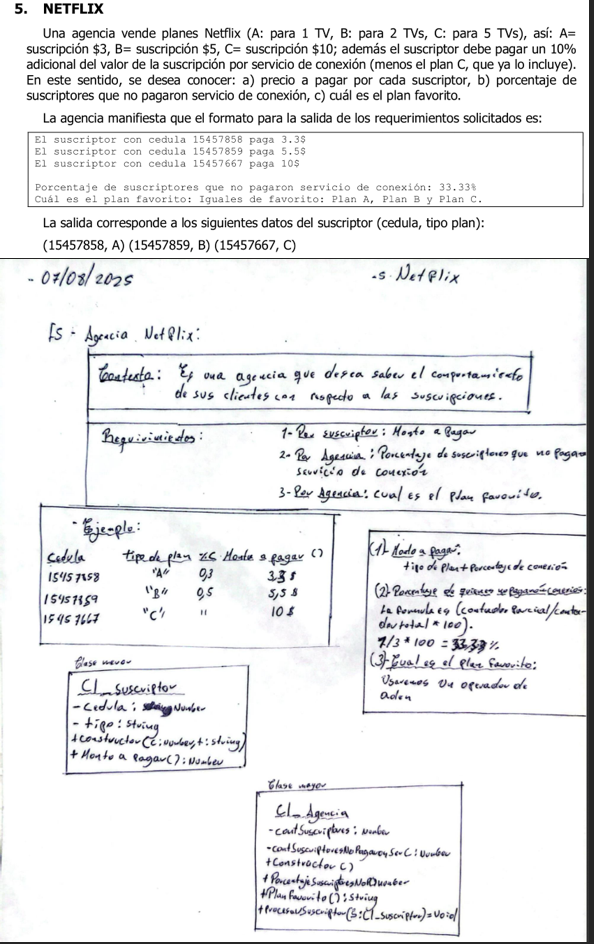 5. NETFLIX
Una agencia vende planes Netflix (A: para 1 TV, B: para 2 TVs, C: para 5 TVs), así: A=
suscripción $3, B= suscripción $5, C= suscripción $10; además el suscriptor debe pagar un 10%
adicional del valor de la suscripción por servicio de conexión (menos el plan C, que ya lo incluye).
En este sentido, se desea conocer: a) precio a pagar por cada suscriptor, b) porcentaje de
suscriptores que no pagaron servicio de conexión, c) cuál es el plan favorito.
La agencia manifiesta que el formato para la salida de los requerimientos solicitados es:
El suscriptor con cedula 15457858 paga 3.3$
El suscriptor con cedula 15457859 paga 5.5$
El suscriptor con cedula 15457667 paga 10$
Porcentaje de suscriptores que no pagaron servicio de conexión: 33.33%
Cuál es el plan favorito: Iguales de favorito: Plan A, Plan B y Plan C.
La salida corresponde a los siguientes datos del suscriptor (cedula, tipo plan):
(15457858, A) (15457859, B) (15457667, C)
- 07/08/2025
-5. Netflix
Agencia Netflix:
Contexto: Es una agencia que desea saber el comportamiento
de sus clientes con respecto a las suscripciones.
Requerimientos:
1- Por suscriptor: Monto a Pagar
2- Por Agencia: Porcentaje de suscriptores que no Pagaron
servicio de conexión
3- Por Agencia: Cual es el Plan favorito.
- Ejemplo:
Cedula tipo de plan Monto a pagar ()
15457858 "A" 0,3 3.3 $
15457859 "B" 0,5 5,5 $
15457667 "C" 11 10 $
(1)- Monto a pagar:
tipo de Plan + Porcentaje de conexión
(2)- Porcentaje de quienes no Pagaron conexion:
La formula es (contador Parcial/conta-
dor total * 100).
1/3 * 100 = 33,33 %
(3)- Cual es el Plan favorito:
Usaremos Un operador de
orden
Clase menor
Cl_Suscriptor
- Cedula: Number
- tipo: String
+ constructor (c: number, t: string)
+ Monto a Pagar(): Number
Clase mayor
Cl_Agencia
- contSuscriptores: Number
- contSuscriptoresNoPagaronSerC: Number
+ Constructor ()
+ PorcentajeSuscriptoresNoP() number
+ PlanFavorito(): String
+ ProcesarSuscriptor(S: Cl_Suscriptor) = Void